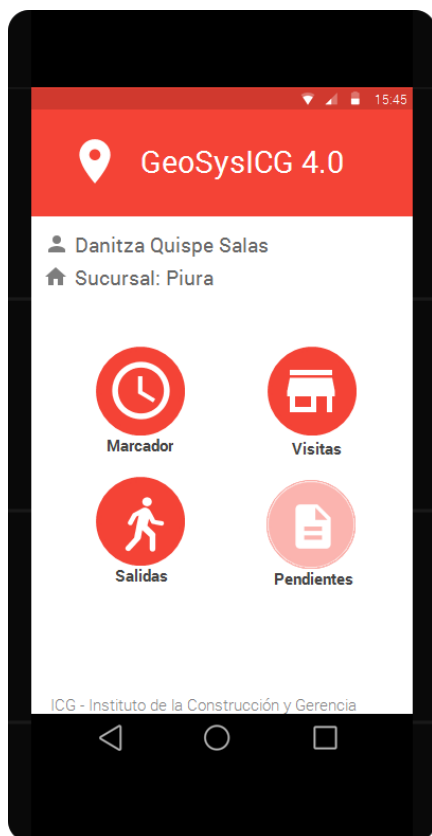 15:45
GeoSysICG 4.0
Danitza Quispe Salas
Sucursal: Piura
Marcador
Visitas
Salidas
Pendientes
ICG - Instituto de la Construcción y Gerencia